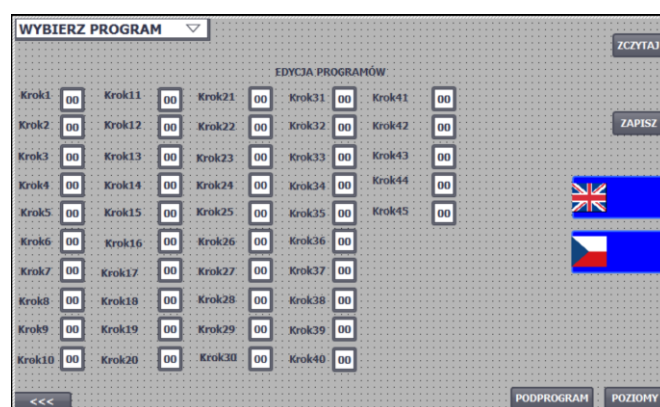 WYBIERZ PROGRAM
ZCZYTAJ
EDYCJA PROGRAMÓW
Krok1 00 Krok11 00 Krok21 00 Krok31 00 Krok41 00
Krok2 00 Krok12 00 Krok22 00 Krok32 00 Krok42 00 ZAPISZ
Krok3 00 Krok13 00 Krok23 00 Krok33 00 Krok43 00
Krok4 00 Krok14 00 Krok24 00 Krok34 00 Krok44 00
Krok5 00 Krok15 00 Krok25 00 Krok35 00 Krok45 00
Krok6 00 Krok16 00 Krok26 00 Krok36 00
Krok7 00 Krok17 00 Krok27 00 Krok37 00
Krok8 00 Krok18 00 Krok28 00 Krok38 00
Krok9 00 Krok19 00 Krok29 00 Krok39 00
Krok10 00 Krok20 00 Krok30 00 Krok40 00
<<< PODPROGRAM POZIOMY